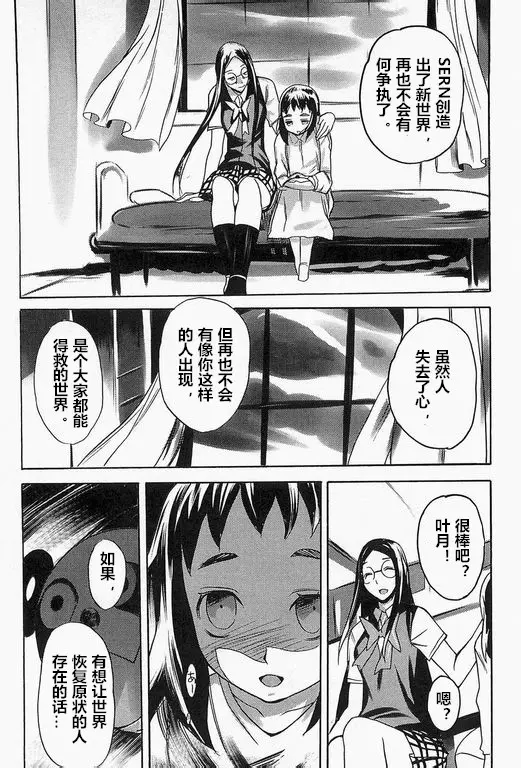 SERN创造
出了新世界，
再也不会有
何争执了。
虽然人
失去了心，
但再也不会
有像你这样
的人出现，
是个大家都能
得救的世界。
很棒吧？
叶月！
嗯？
あ…
如果，
有想让世界
恢复原状的人
存在的话…